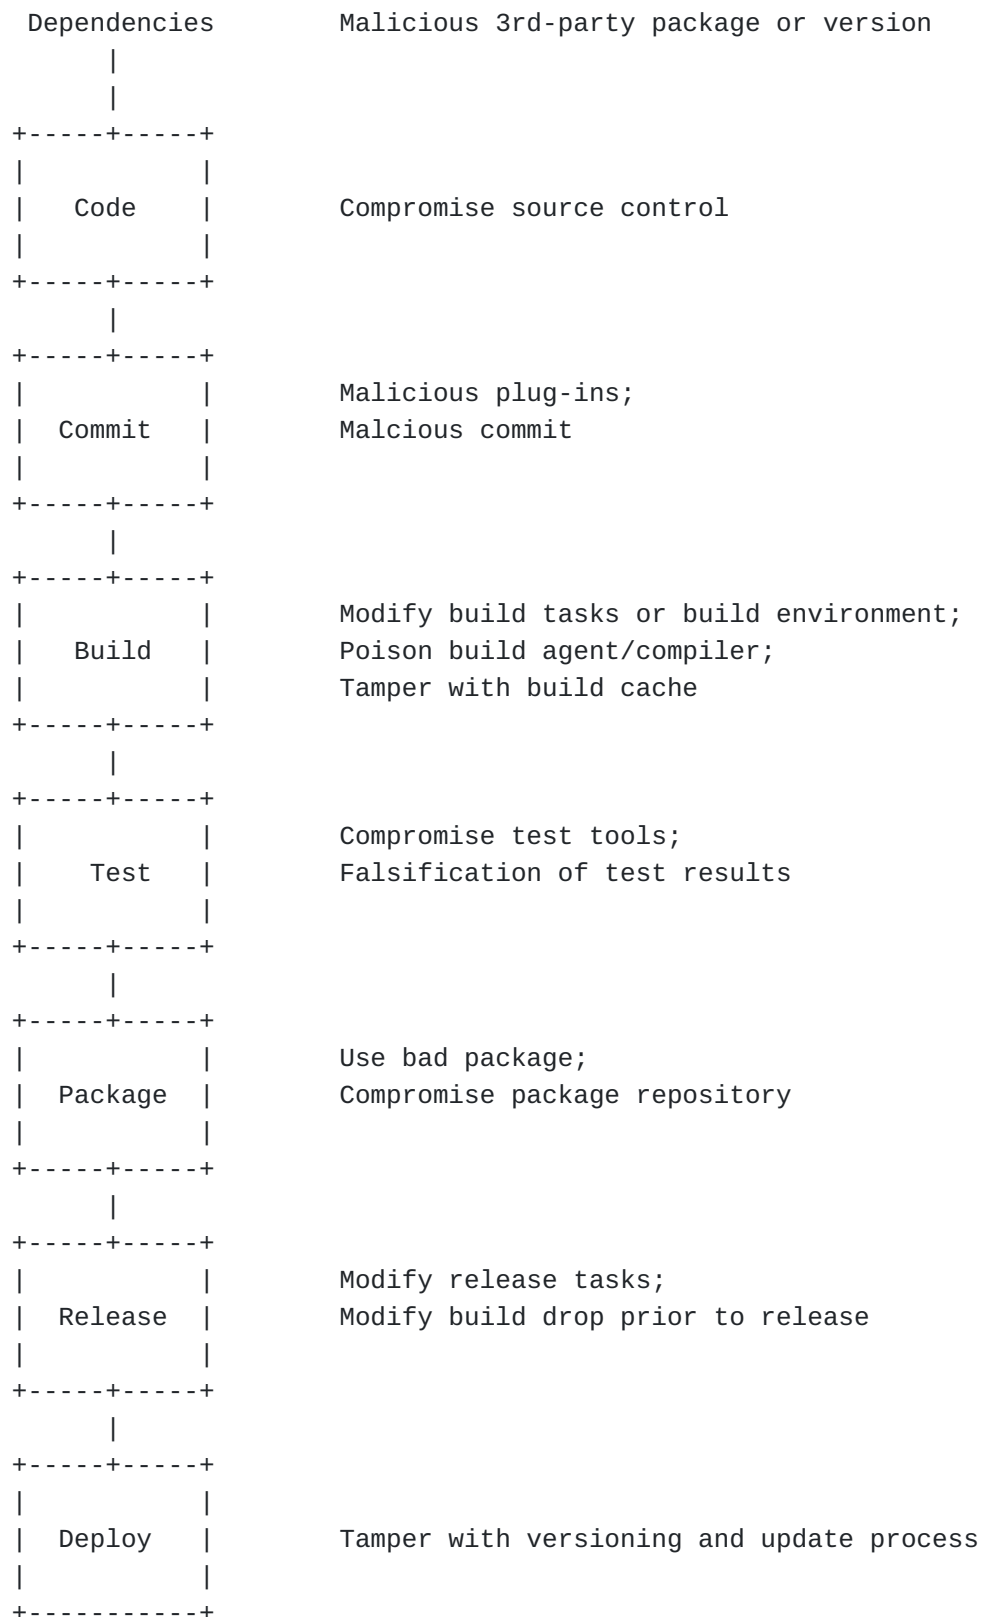 Dependencies Malicious 3rd-party package or version
Code Compromise source control
Malicious plug-ins;
Commit Malcious commit
Modify build tasks or build environment;
Build Poison build agent/compiler;
Tamper with build cache
Compromise test tools;
Test Falsification of test results
Use bad package;
Package Compromise package repository
Modify release tasks;
Release Modify build drop prior to release
Deploy Tamper with versioning and update process